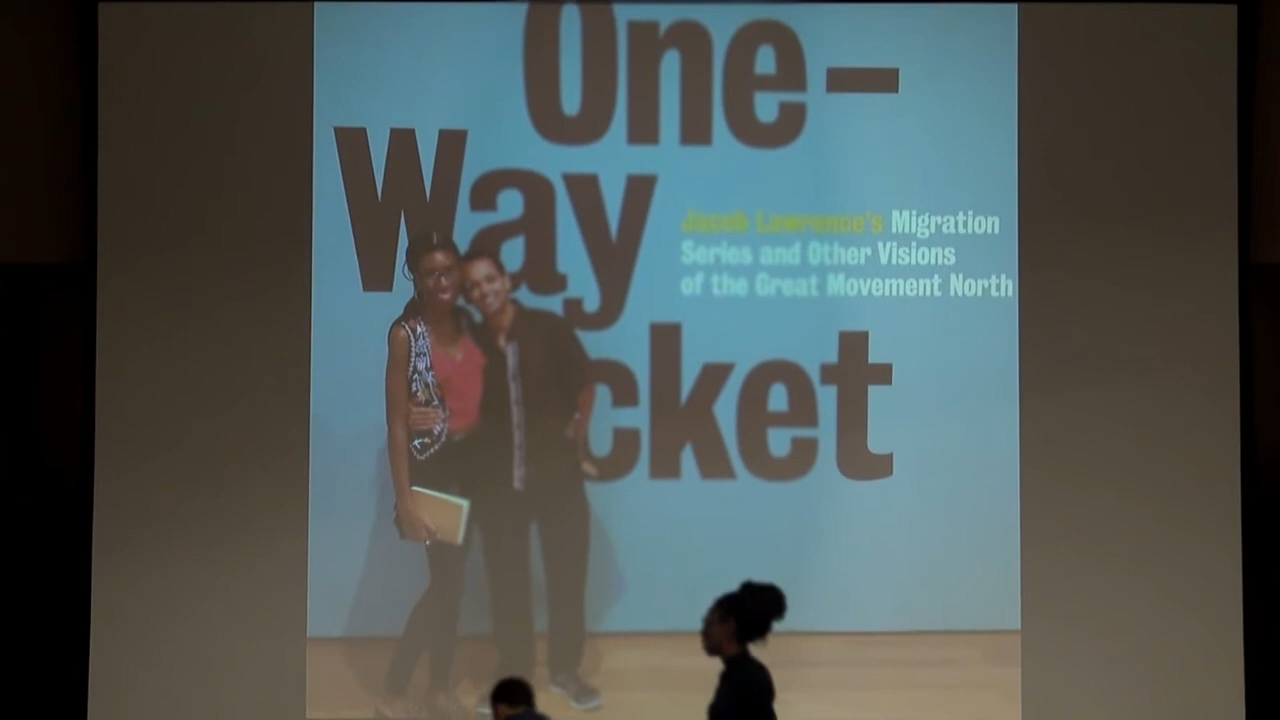 One-
Way
Jacob Lawrence's Migration
Series and Other Visions
of the Great Movement North
cket